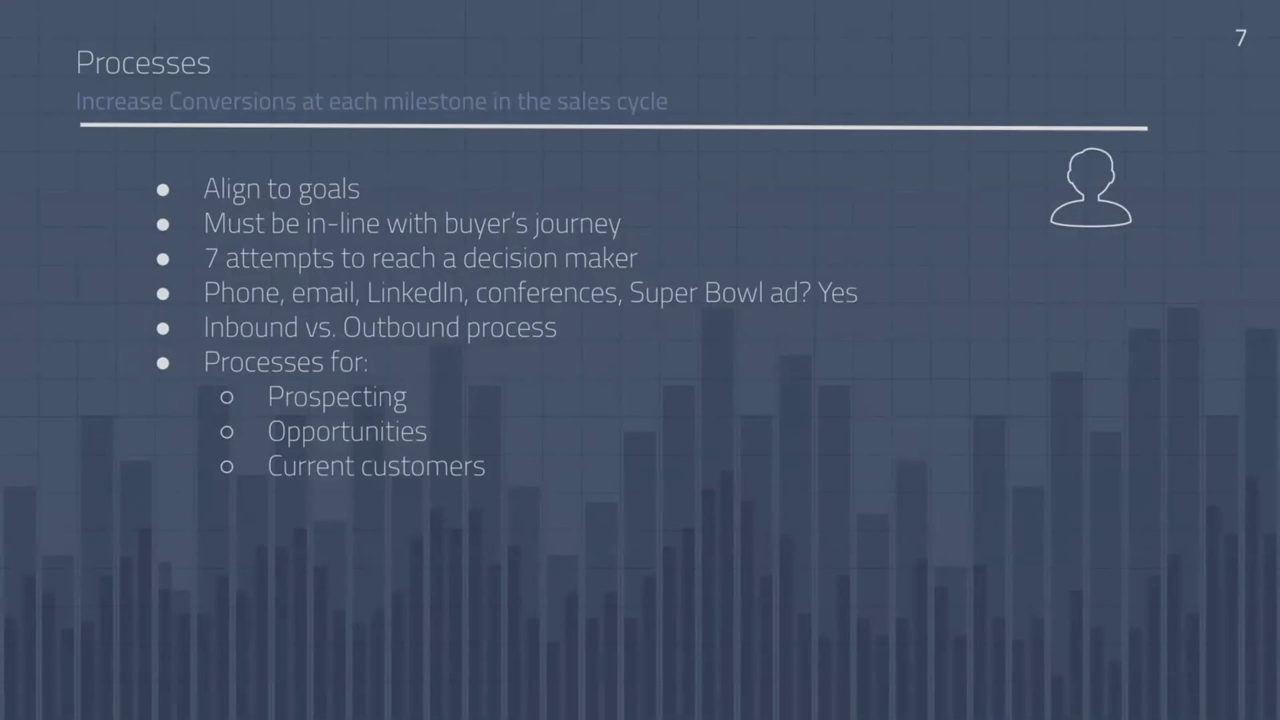 7
Processes
Increase Conversions at each milestone in the sales cycle
● Align to goals
● Must be in-line with buyer’s journey
● 7 attempts to reach a decision maker
● Phone, email, LinkedIn, conferences, Super Bowl ad? Yes
● Inbound vs. Outbound process
● Processes for:
○ Prospecting
○ Opportunities
○ Current customers